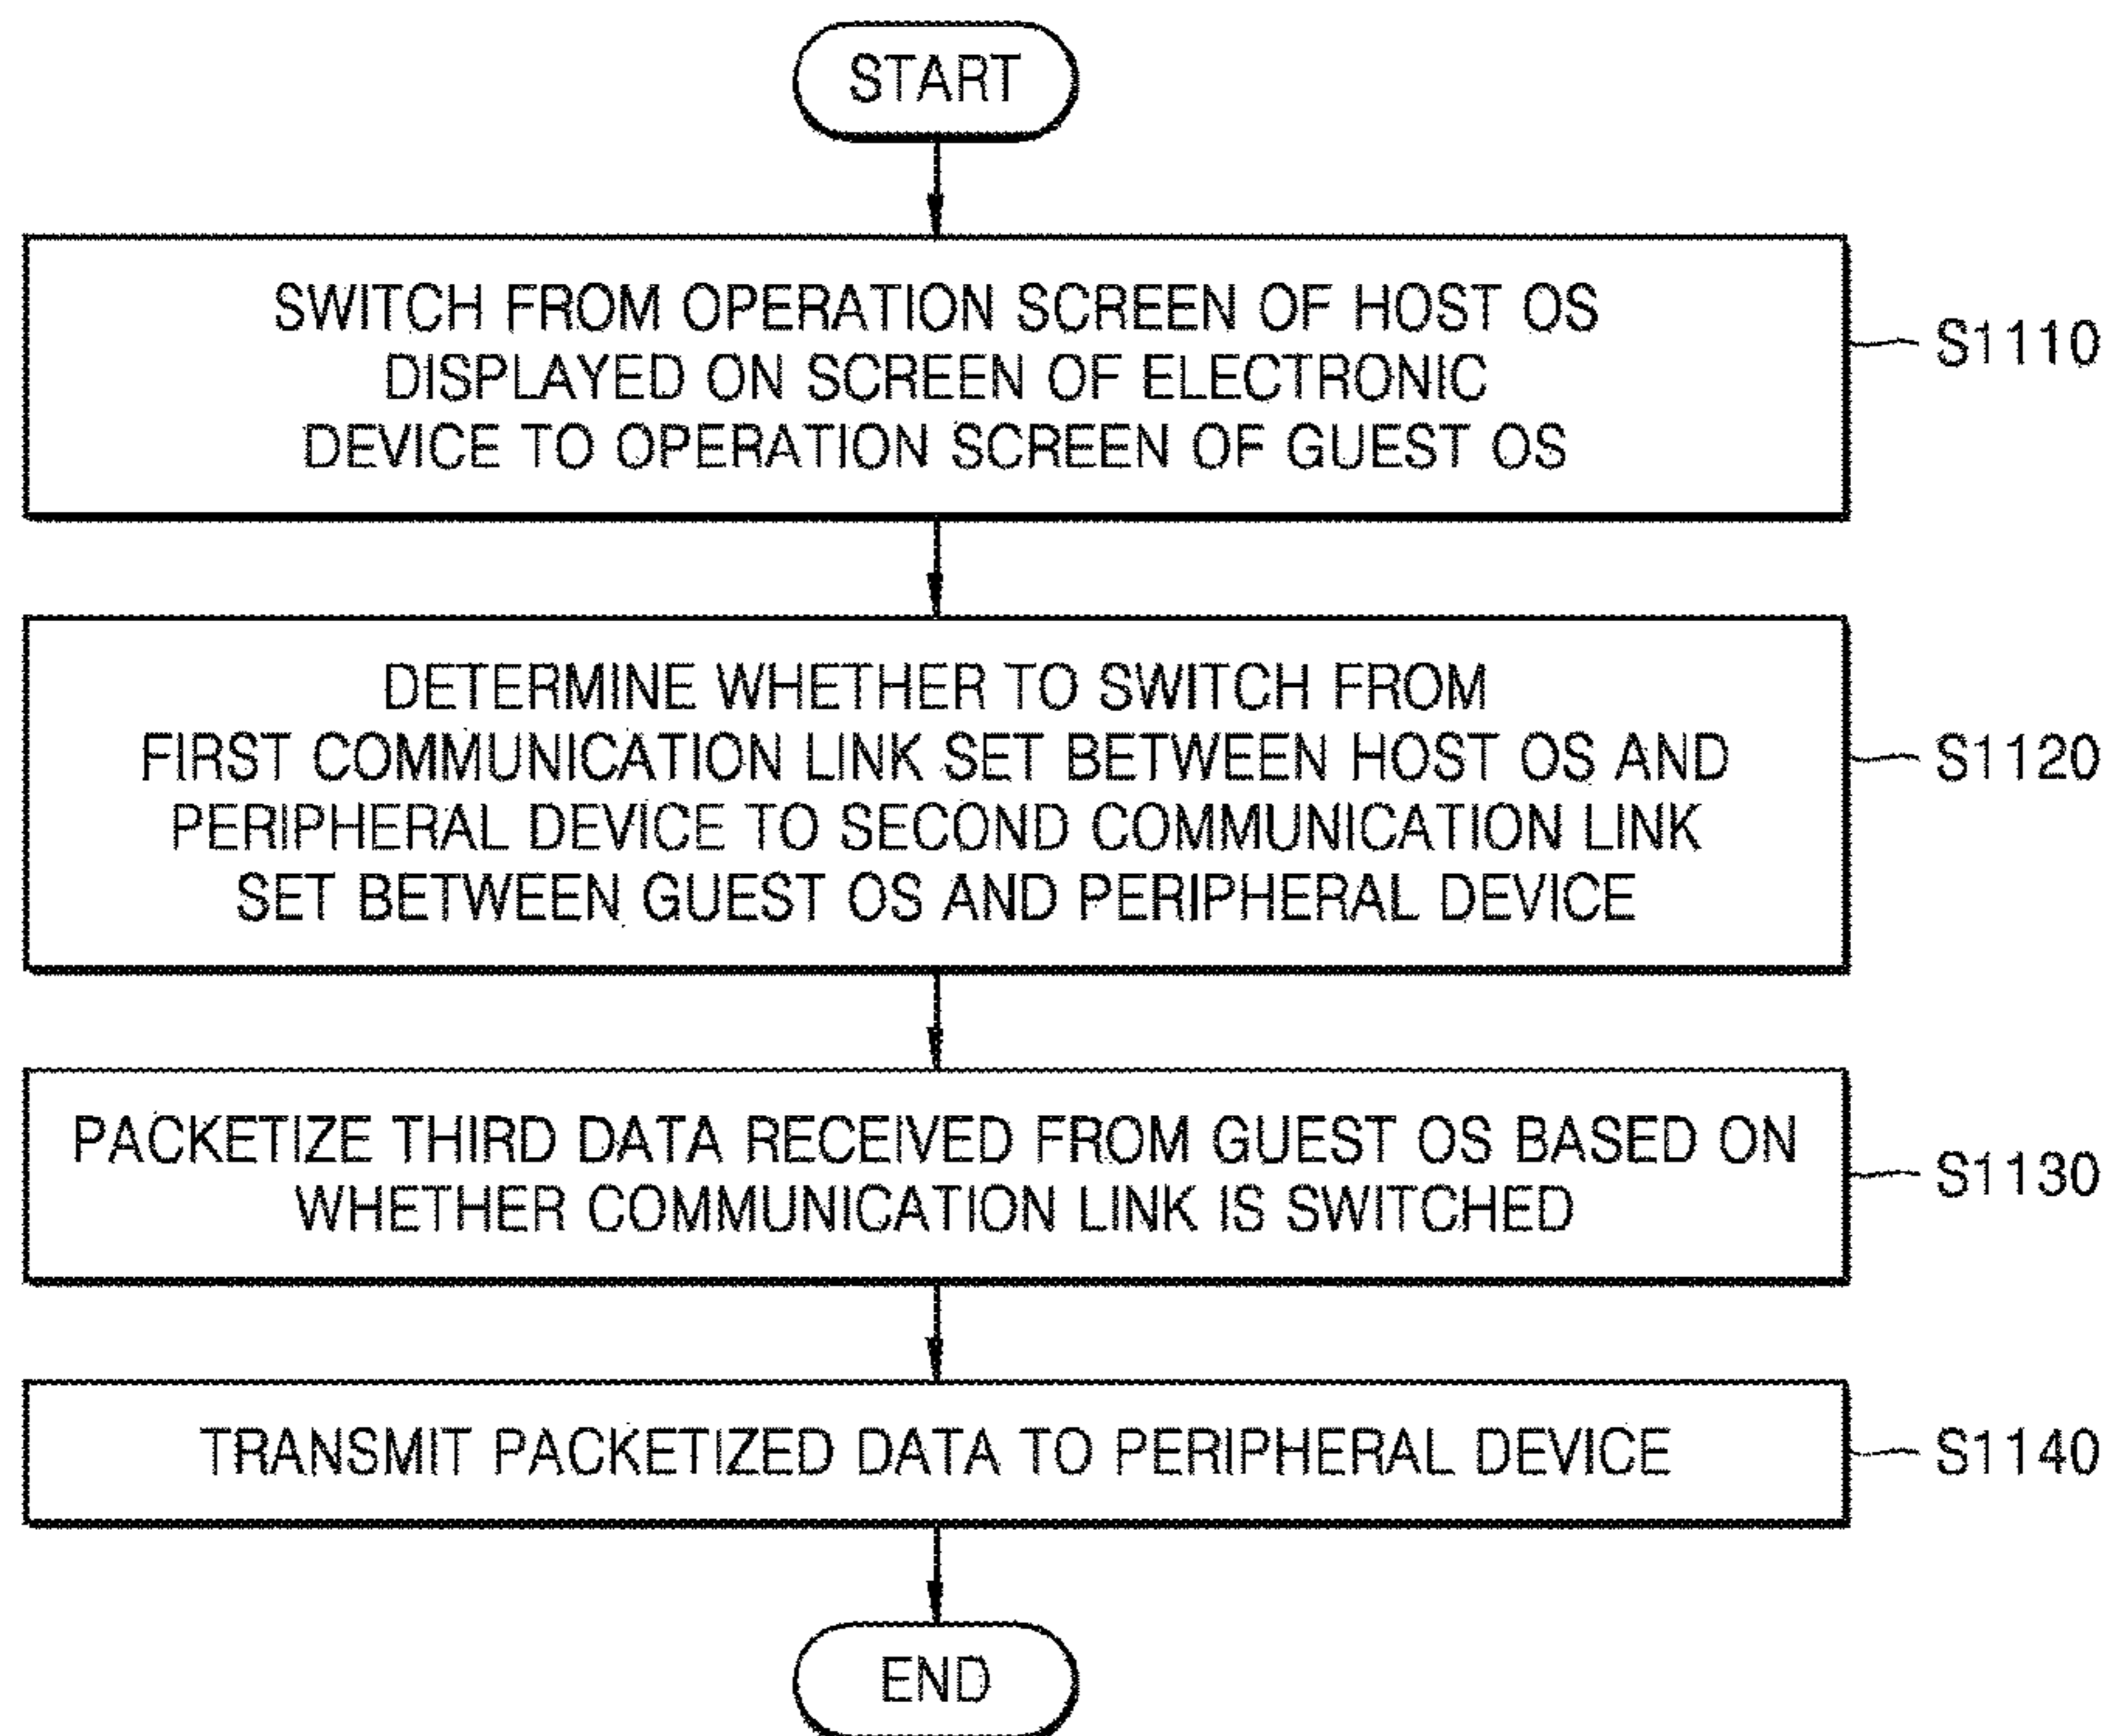 START
SWITCH FROM OPERATION SCREEN OF HOST OS
DISPLAYED ON SCREEN OF ELECTRONIC
DEVICE TO OPERATION SCREEN OF GUEST OS
S1110
DETERMINE WHETHER TO SWITCH FROM
FIRST COMMUNICATION LINK SET BETWEEN HOST OS AND
PERIPHERAL DEVICE TO SECOND COMMUNICATION LINK
SET BETWEEN GUEST OS AND PERIPHERAL DEVICE
S1120
PACKETIZE THIRD DATA RECEIVED FROM GUEST OS BASED ON
WHETHER COMMUNICATION LINK IS SWITCHED
S1130
TRANSMIT PACKETIZED DATA TO PERIPHERAL DEVICE
S1140
END